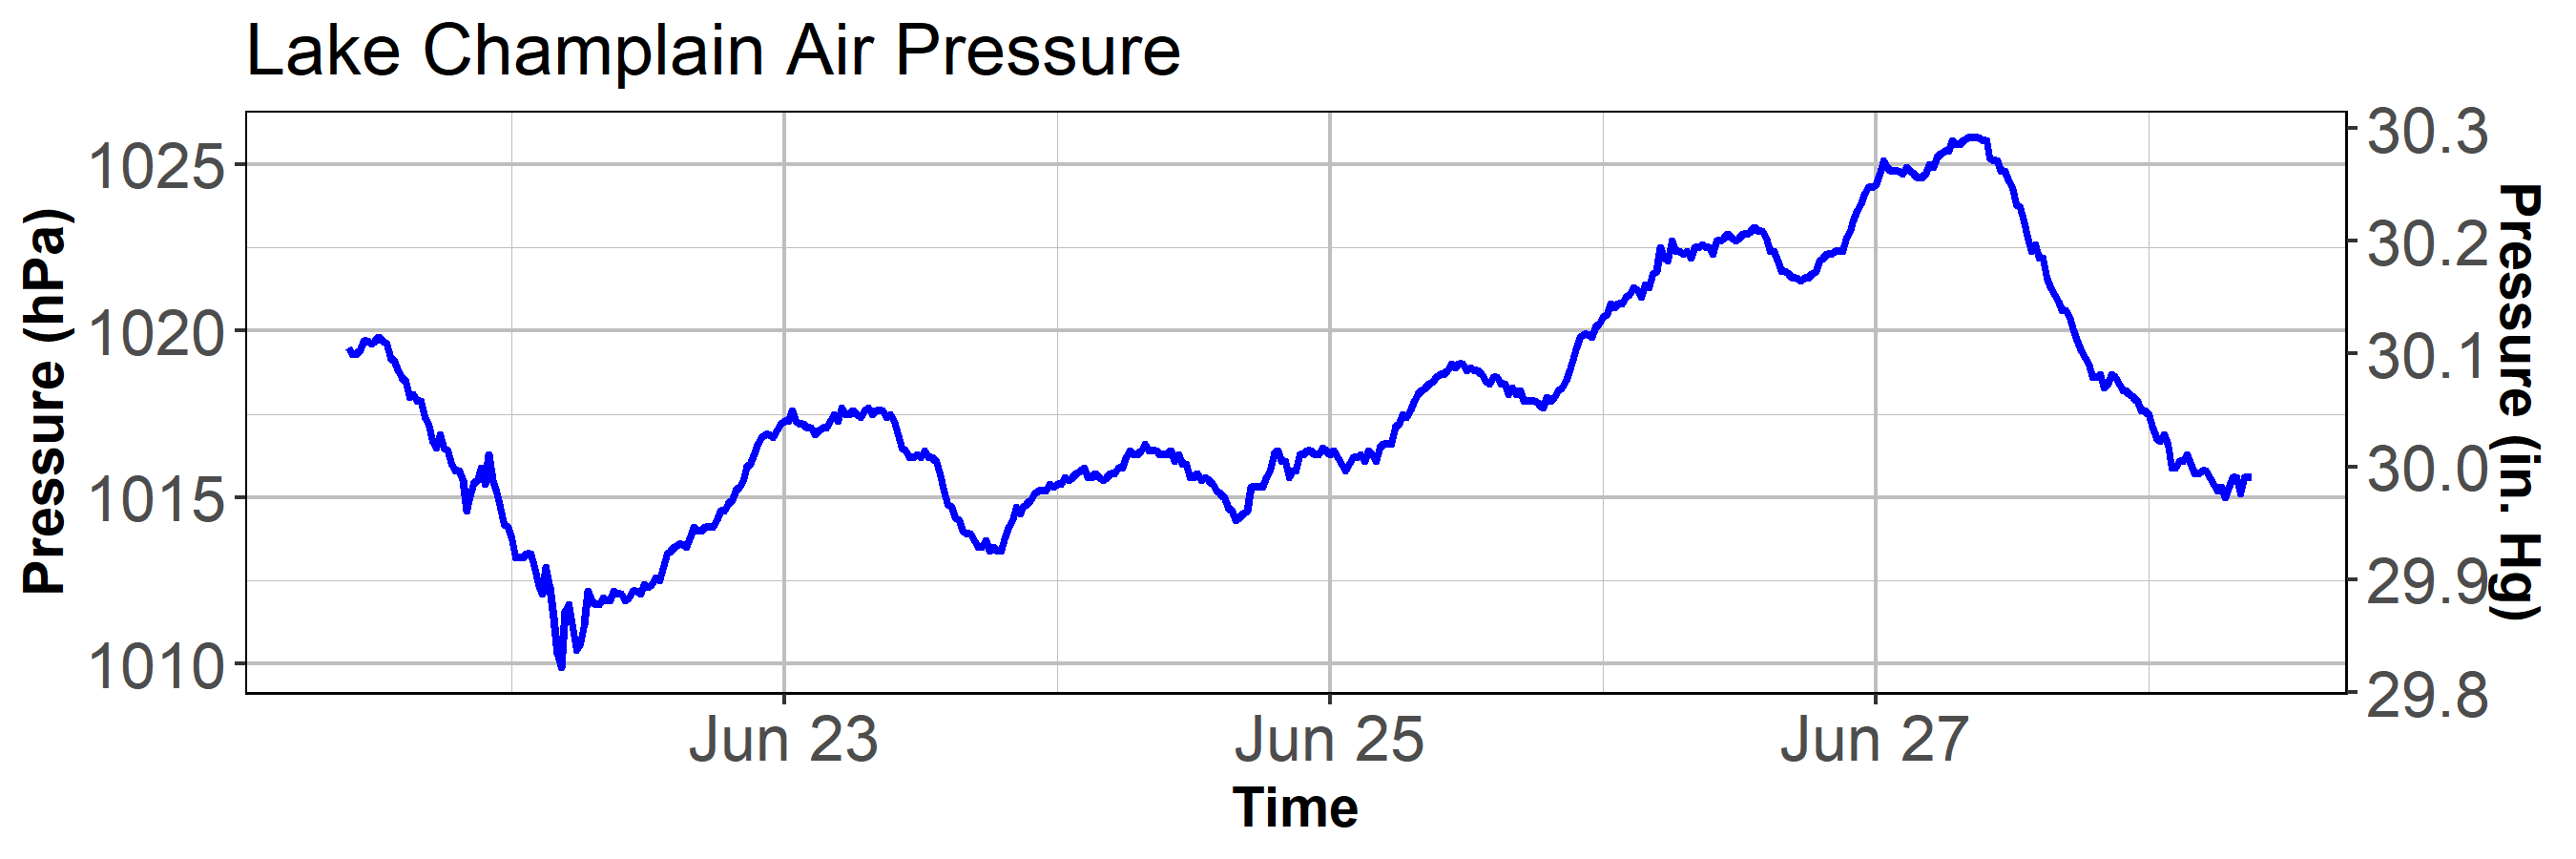 Lake Champlain Air Pressure
Pressure (hPa)
1025
1020
1015
1010
30.3
30.2
30.1
30.0
29.9
29.8
Pressure (in. Hg)
Jun 23 Jun 25 Jun 27
Time